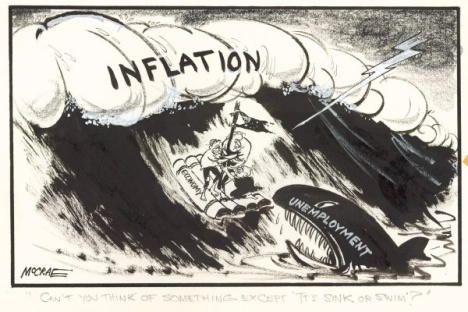 INFLATION
ECONOMY
UNEMPLOYMENT
McCRAE
"CAN'T YOU THINK OF SOMETHING EXCEPT 'IT'S SINK OR SWIM'?"